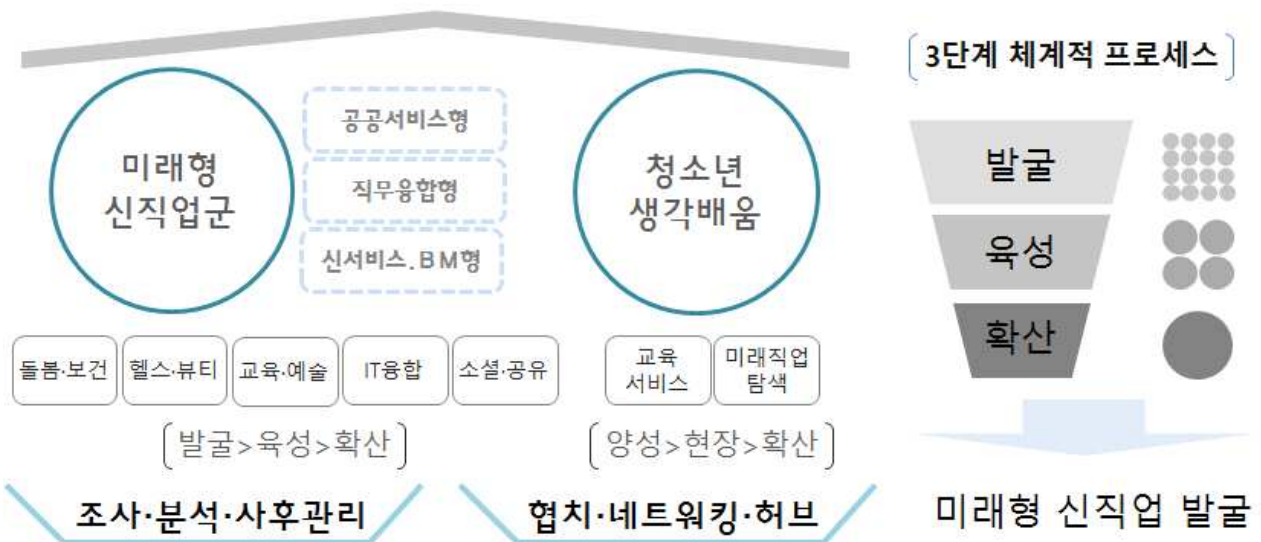 미래형
신직업군
공공서비스형
직무융합형
신서비스.BM형
청소년
생각배움
돌봄·보건
헬스·뷰티
교육·예술
IT융합
소셜·공유
교육
서비스
미래직업
탐색
발굴>육성>확산
양성>현장>확산
조사·분석·사후관리
협치·네트워킹·허브
3단계 체계적 프로세스
발굴
육성
확산
미래형 신직업 발굴